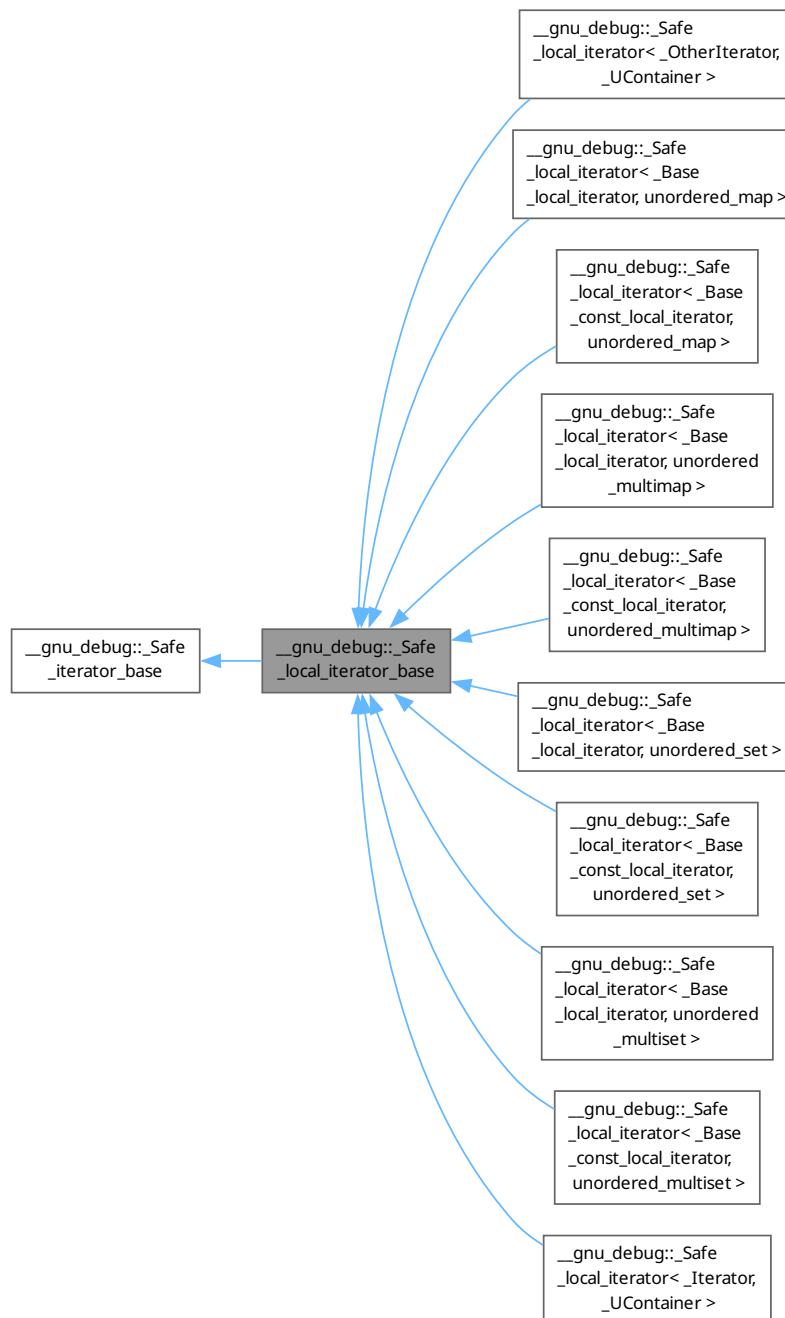 __gnu_debug::_Safe
_local_iterator< _OtherIterator,
_UContainer >
__gnu_debug::_Safe
_local_iterator< _Base
_local_iterator, unordered_map >
__gnu_debug::_Safe
_local_iterator< _Base
_const_local_iterator,
unordered_map >
__gnu_debug::_Safe
_local_iterator< _Base
_local_iterator, unordered
_multimap >
__gnu_debug::_Safe
_local_iterator< _Base
_const_local_iterator,
unordered_multimap >
__gnu_debug::_Safe
_iterator_base
__gnu_debug::_Safe
_local_iterator_base
__gnu_debug::_Safe
_local_iterator< _Base
_local_iterator, unordered_set >
__gnu_debug::_Safe
_local_iterator< _Base
_const_local_iterator,
unordered_set >
__gnu_debug::_Safe
_local_iterator< _Base
_local_iterator, unordered
_multiset >
__gnu_debug::_Safe
_local_iterator< _Base
_const_local_iterator,
unordered_multiset >
__gnu_debug::_Safe
_local_iterator< _Iterator,
_UContainer >